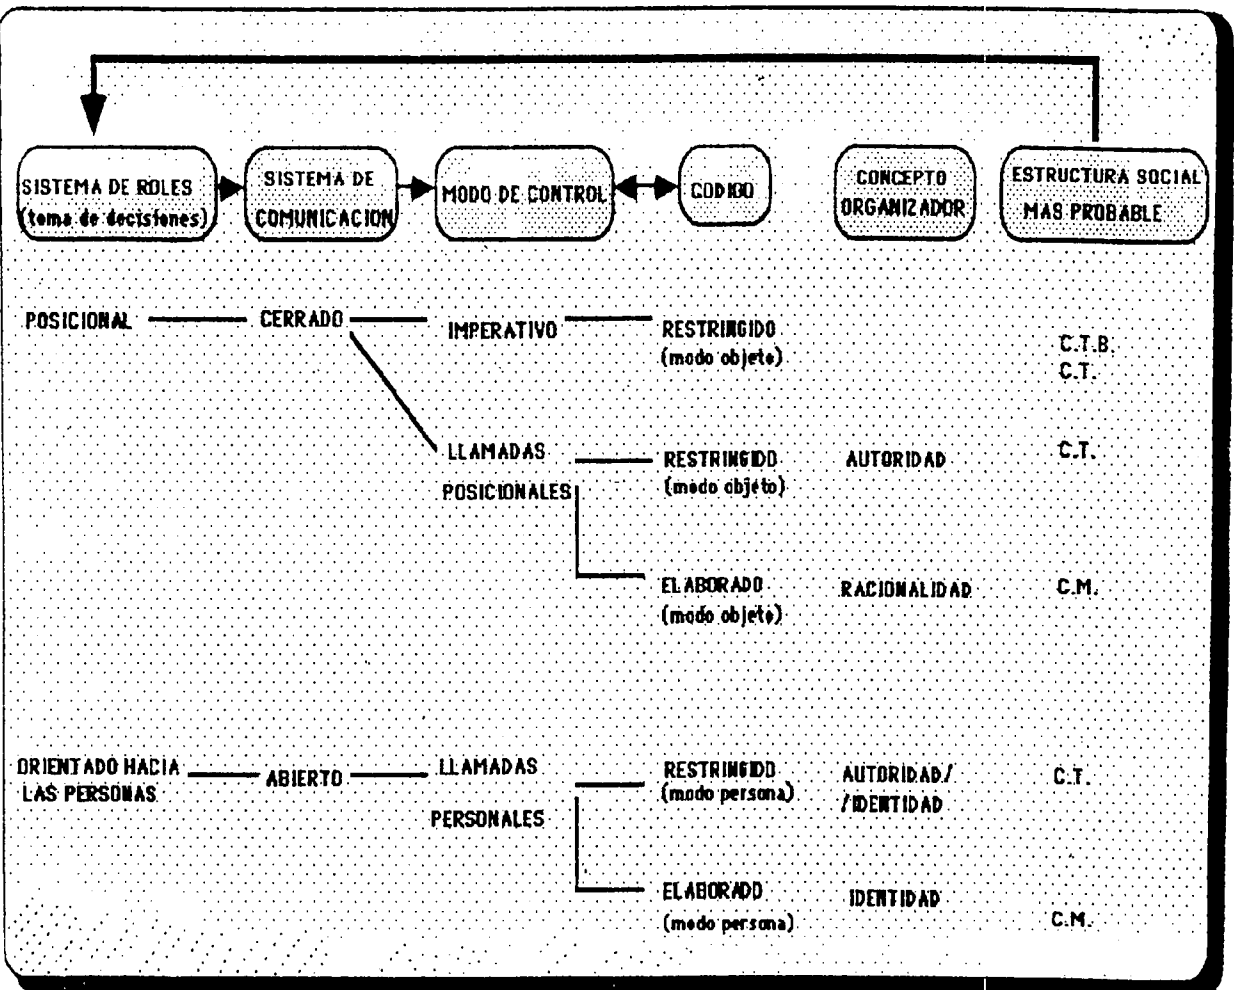 SISTEMA DE ROLES
(toma de decisiones)
SISTEMA DE
COMUNICACION
MODO DE CONTROL
CODIGO
CONCEPTO
ORGANIZADOR
ESTRUCTURA SOCIAL
MAS PROBABLE
POSICIONAL
CERRADO
IMPERATIVO
RESTRINGIDO
(modo objeto)
C.T.B.
C.T.
LLAMADAS
POSICIONALES
RESTRINGIDO
(modo objeto)
AUTORIDAD
C.T.
ELABORADO
(modo objeto)
RACIONALIDAD
C.M.
ORIENTADO HACIA
LAS PERSONAS
ABIERTO
LLAMADAS
PERSONALES
RESTRINGIDO
(modo persona)
AUTORIDAD/
/IDENTIDAD
C.T.
ELABORADO
(modo persona)
IDENTIDAD
C.M.